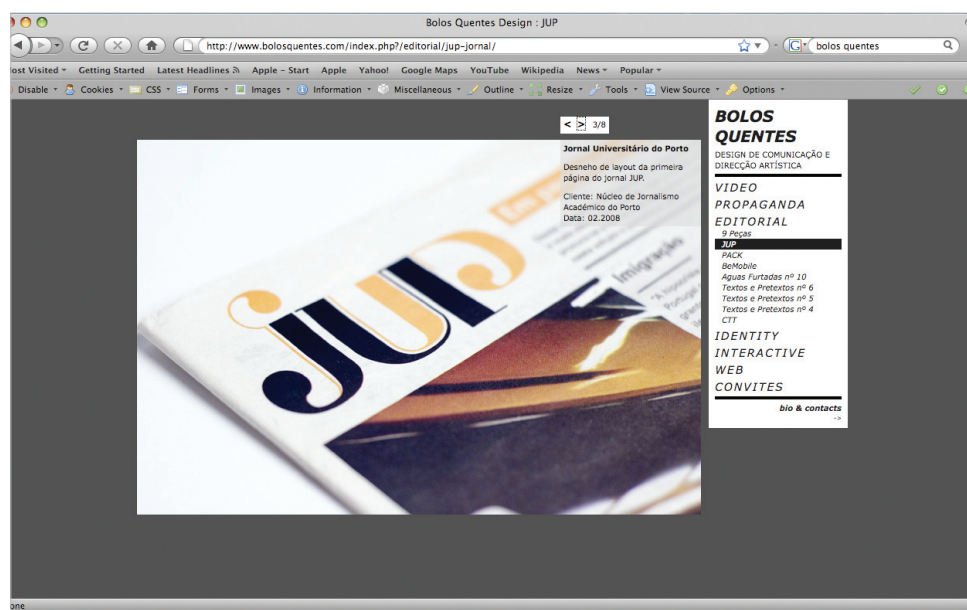 Bolos Quentes Design : JUP
http://www.bolosquentes.com/index.php?/editorial/jup-jornal/
bolos quentes
ost Visited Getting Started Latest Headlines Apple - Start Apple Yahoo! Google Maps YouTube Wikipedia News Popular
Disable Cookies CSS Forms Images Information Miscellaneous Outline Resize Tools View Source Options
< > 3/8
Jornal Universitário do Porto
Desneho de layout da primeira
página do jornal JUP.
Cliente: Núcleo de Jornalismo
Académico do Porto
Data: 02.2008
JUP
Imigração
"A hipocrisia
Portugal
BOLOS
QUENTES
DESIGN DE COMUNICAÇÃO E
DIRECÇÃO ARTÍSTICA
VIDEO
PROPAGANDA
EDITORIAL
9 Peças
JUP
PACK
BeMobile
Aguas Furtadas nº 10
Textos e Pretextos nº 6
Textos e Pretextos nº 5
Textos e Pretextos nº 4
CTT
IDENTITY
INTERACTIVE
WEB
CONVITES
bio & contacts
->
one